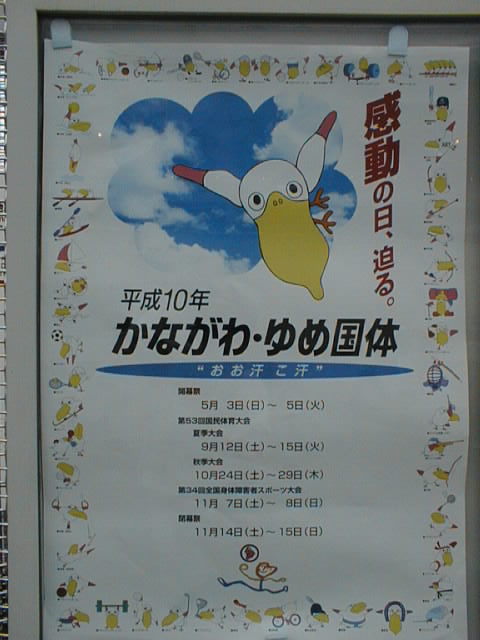 感動の日、迫る。
平成10年
かながわ・ゆめ国体
“おお汗 こ汗”
開幕祭
5月 3日(日)〜 5日(火)
第53回国民体育大会
夏季大会
9月12日(土)〜15日(火)
秋季大会
10月24日(土)〜29日(木)
第34回全国身体障害者スポーツ大会
11月 7日(土)〜 8日(日)
閉幕祭
11月14日(土)〜15日(日)